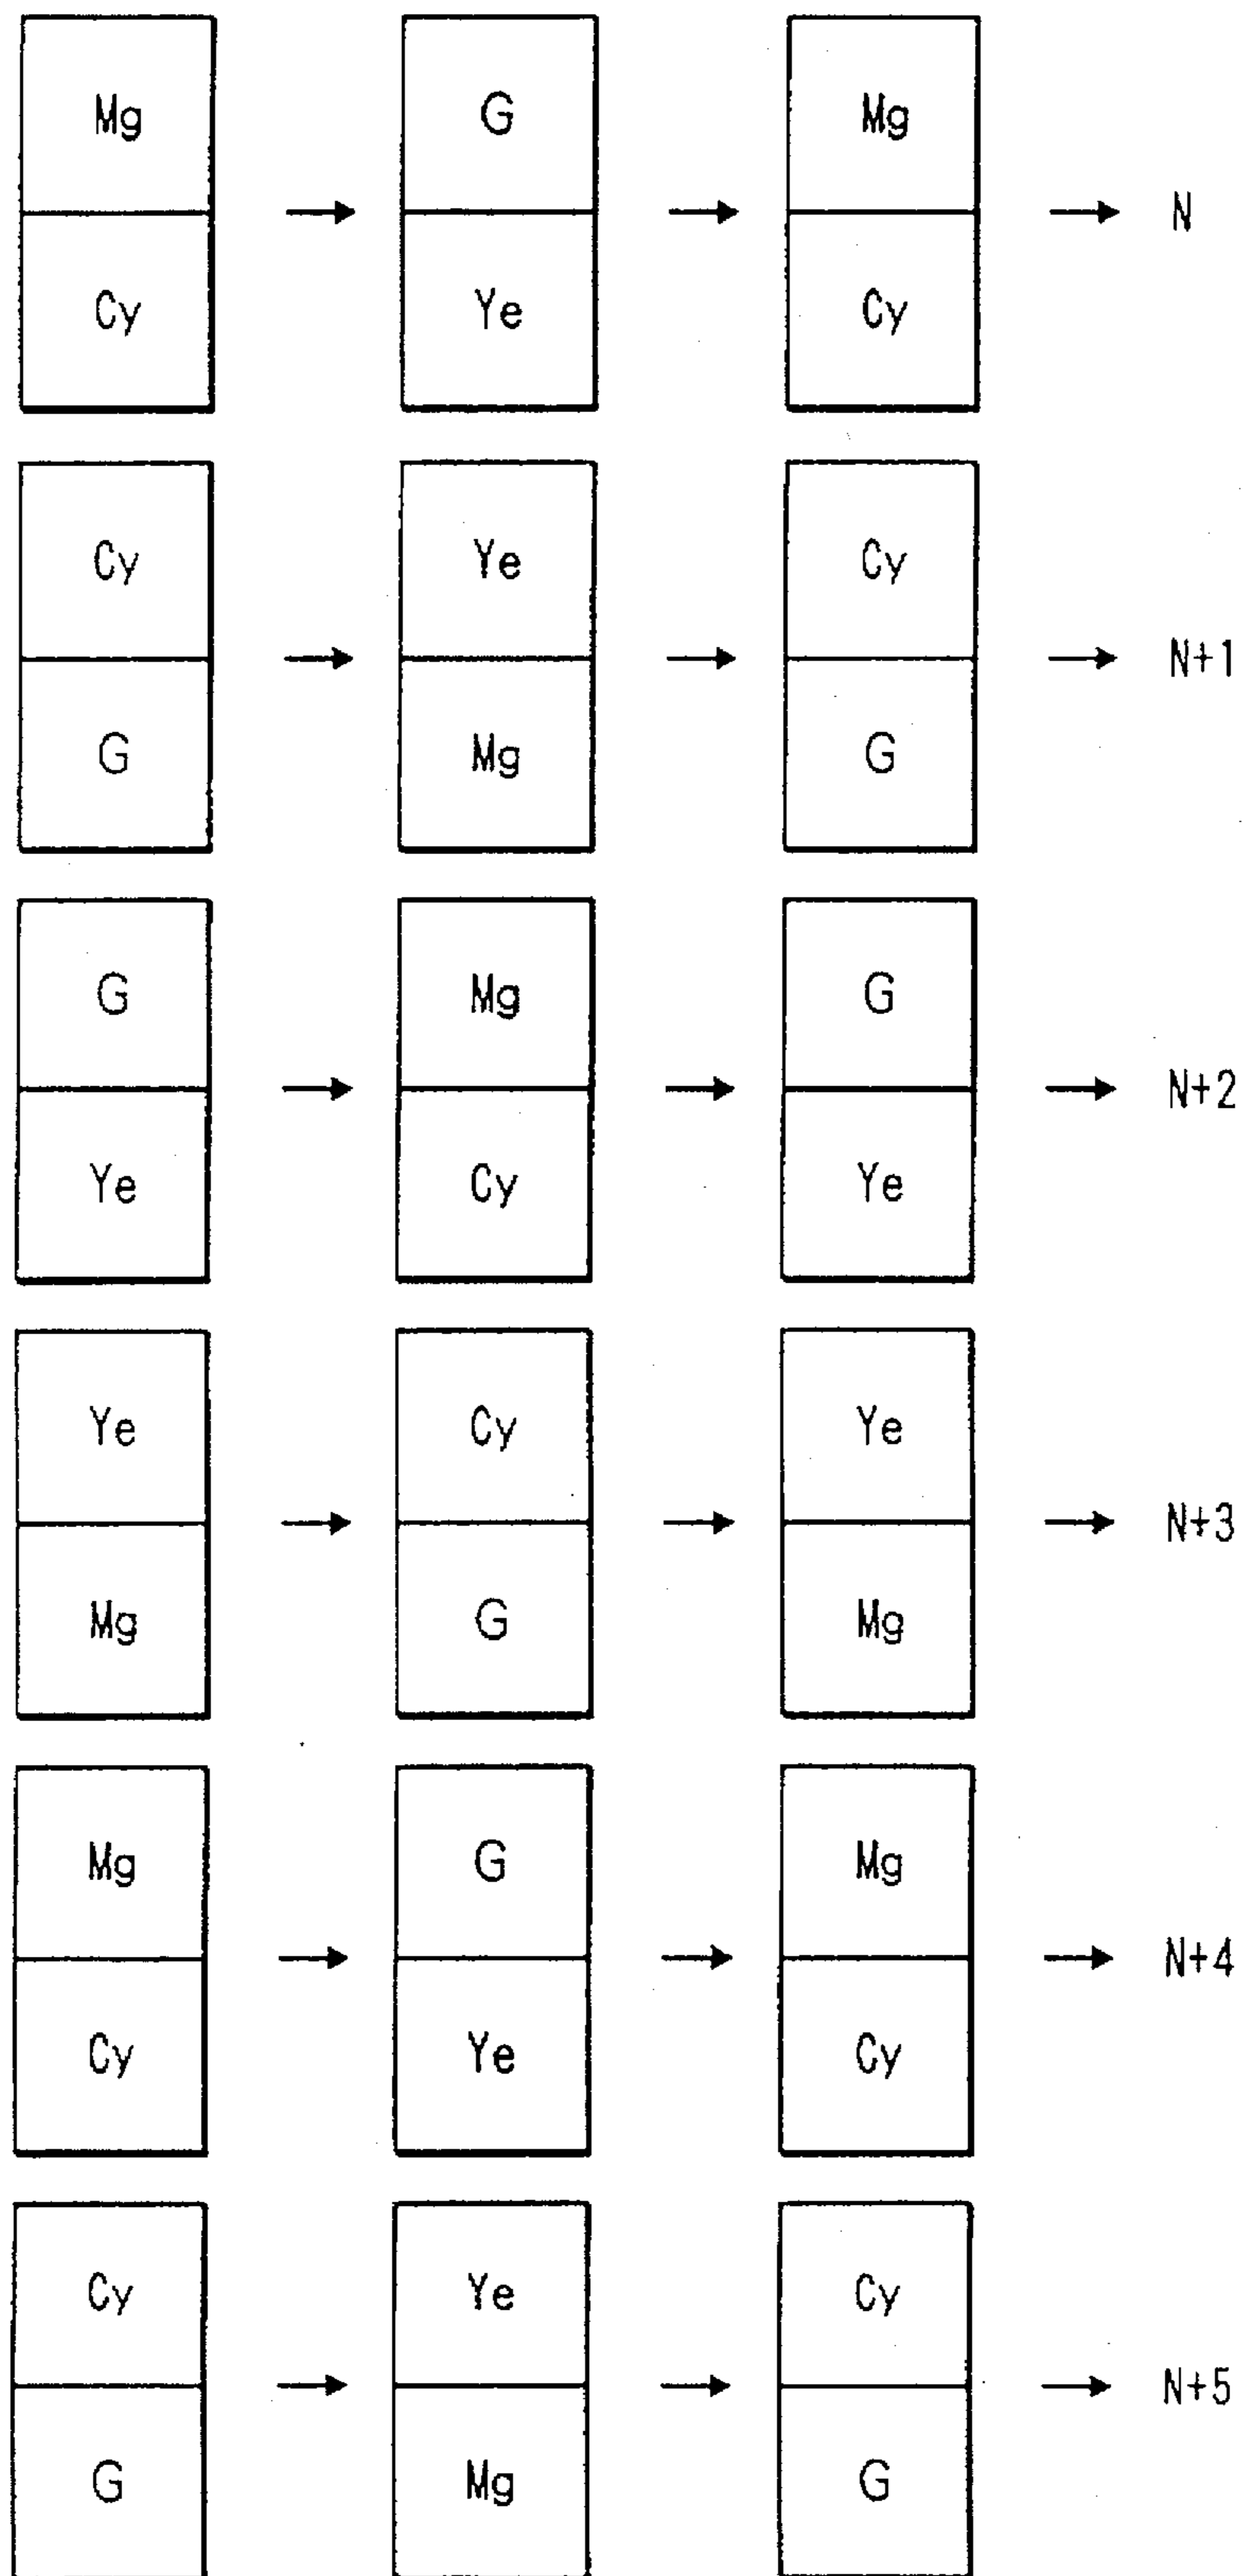 Mg G Mg
N
Cy Ye Cy
Cy Ye Cy
N+1
G Mg G
G Mg G
N+2
Ye Cy Ye
Ye Cy Ye
N+3
Mg G Mg
Mg G Mg
N+4
Cy Ye Cy
Cy Ye Cy
N+5
G Mg G